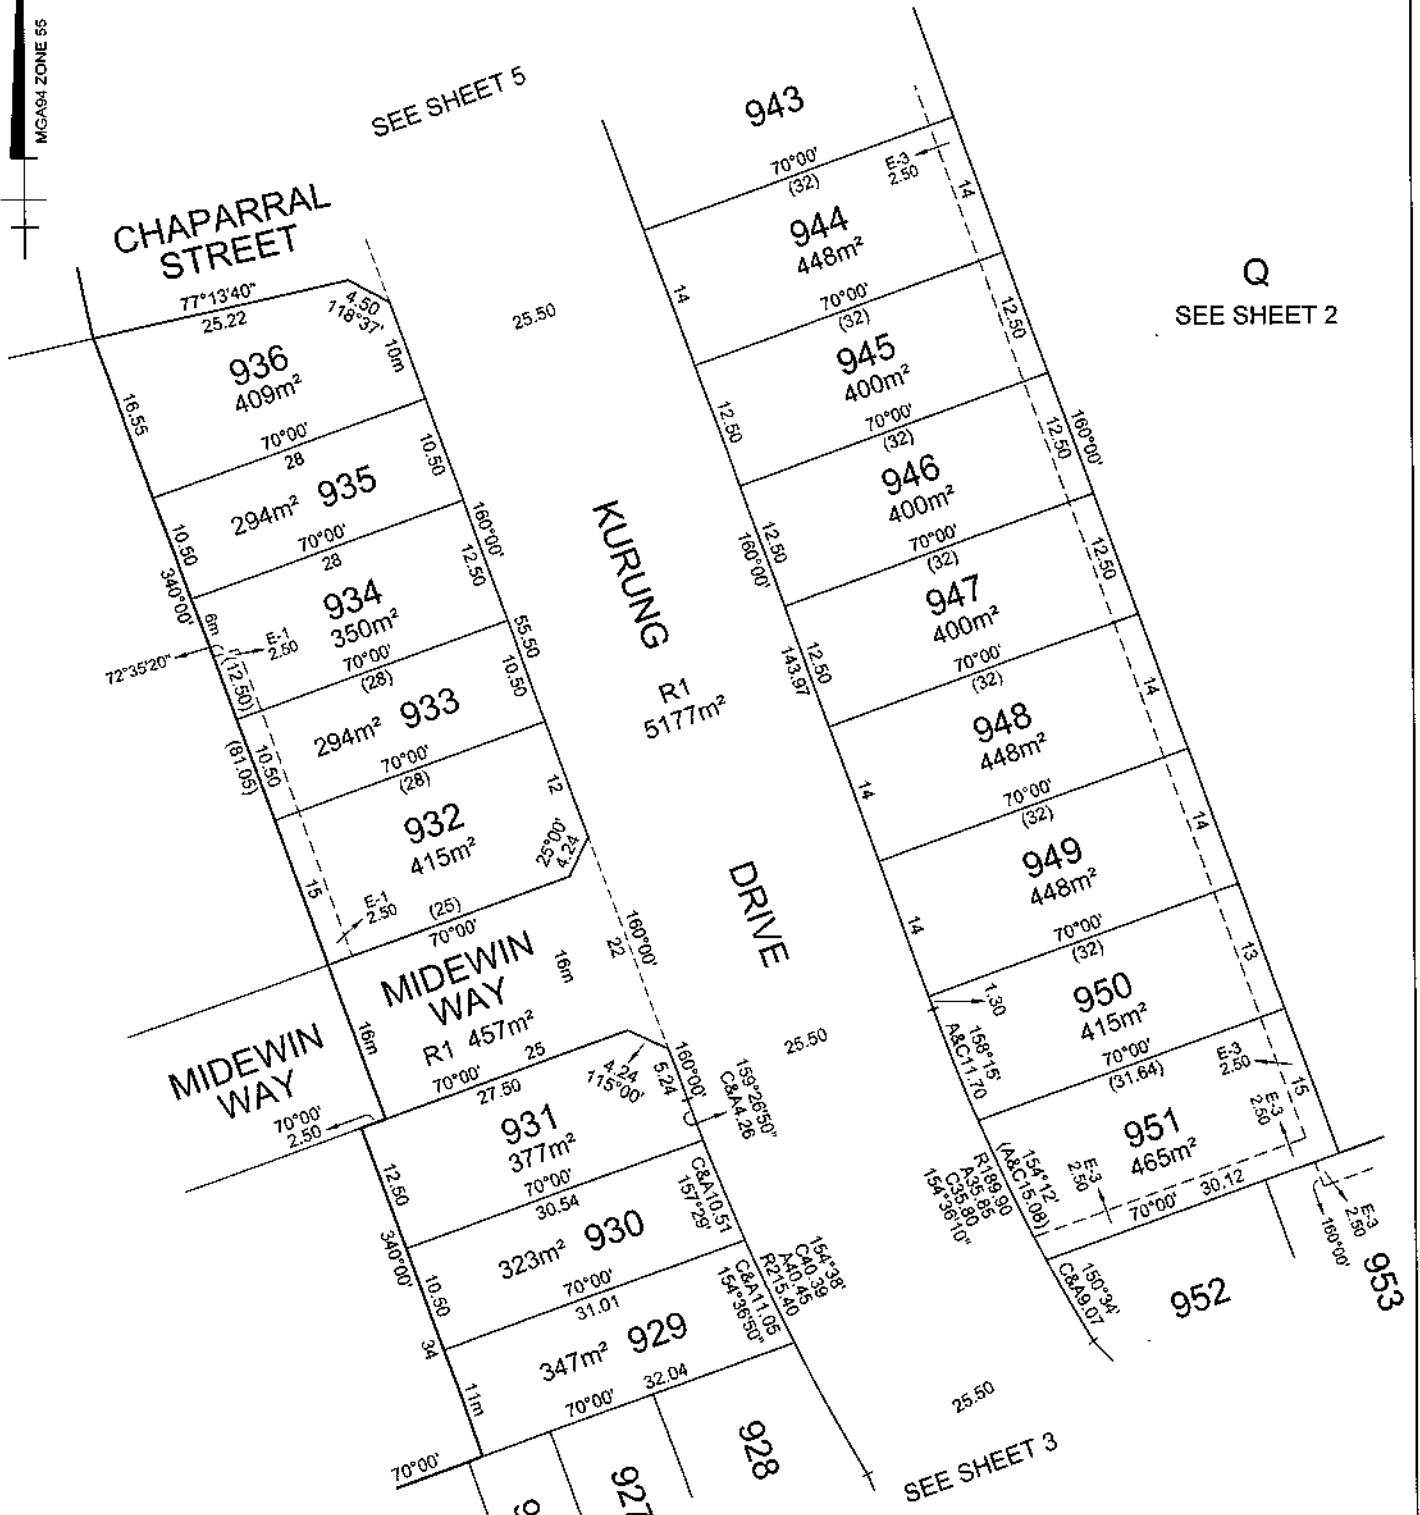 MGA94 ZONE 55
SEE SHEET 5
CHAPARRAL
STREET
77°13'40"
25.22
4.50
118°37'
10m
25.50
936
409m²
16.55
70°00'
28
10.50
294m² 935
10.50
70°00'
28
160°00'
12.50
340°00'
934
350m²
6m
E-1
2.50
72°35'20"
(12.50)
70°00'
(28)
55.50
10.50
294m² 933
(81.05)
10.50
70°00'
(28)
12
932
415m²
25°00'
4.24
15
E-1
2.50
(25)
70°00'
MIDEWIN
WAY
R1 457m²
16m
22
160°00'
16m
MIDEWIN
WAY
70°00'
2.50
25
70°00'
27.50
4.24
115°00'
5.24
160°00'
159°26'50"
C&A4.26
25.50
931
377m²
12.50
70°00'
30.54
C&A10.51
157°29'
340°00'
323m² 930
10.50
70°00'
31.01
C&A11.05
154°36'50"
154°38'
C40.39
A40.45
R215.40
34
347m² 929
11m
70°00'
32.04
70°00'
927
928
KURUNG
R1
5177m²
DRIVE
943
70°00'
(32)
E-3
2.50
14
944
448m²
14
70°00'
(32)
12.50
945
400m²
12.50
70°00'
(32)
12.50
160°00'
946
400m²
12.50
160°00'
70°00'
(32)
12.50
947
400m²
12.50
143.97
70°00'
(32)
14
948
448m²
14
70°00'
(32)
14
949
448m²
14
70°00'
(32)
13
950
415m²
1.30
158°15'
A&C11.70
70°00'
(31.64)
E-3
2.50
15
E-3
2.50
951
465m²
154°12'
(A&C15.08)
R189.90
A35.85
C35.80
154°36'10"
E-3
2.50
70°00'
30.12
E-3
2.50
160°00'
953
952
150°34'
C&A9.07
25.50
SEE SHEET 3
Q
SEE SHEET 2